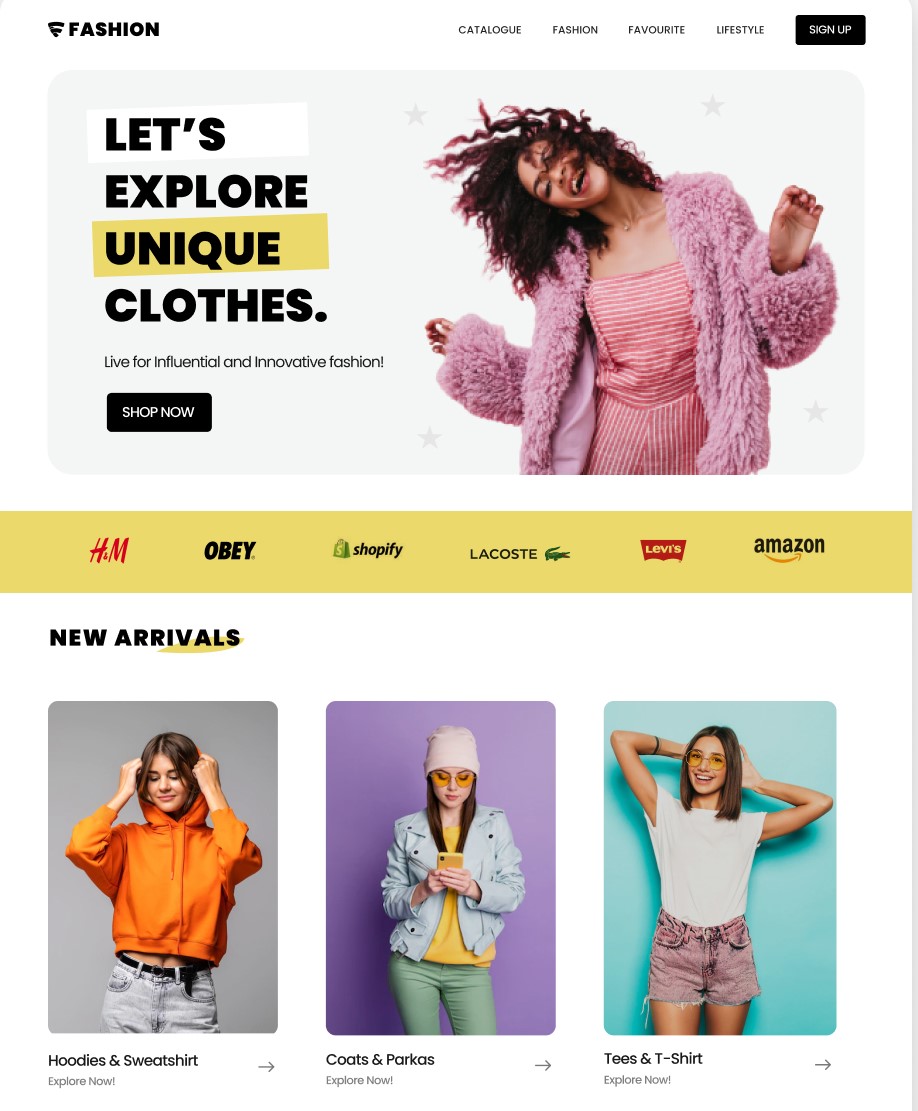 FASHION
CATALOGUE
FASHION
FAVOURITE
LIFESTYLE
SIGN UP
LET’S
EXPLORE
UNIQUE
CLOTHES.
Live for Influential and Innovative fashion!
SHOP NOW
H&M
OBEY
shopify
LACOSTE
Levi's
amazon
NEW ARRIVALS
Hoodies & Sweatshirt
Explore Now!
Coats & Parkas
Explore Now!
Tees & T-Shirt
Explore Now!